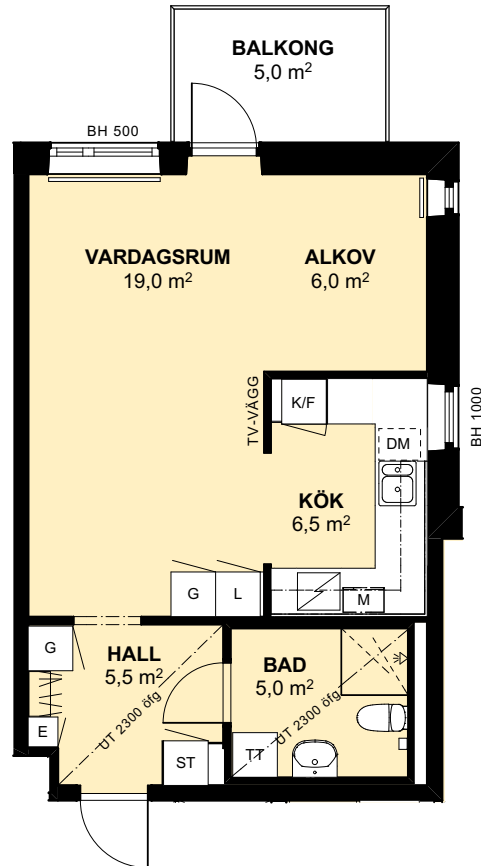 BALKONG
5,0 m²
BH 500
VARDAGSRUM
19,0 m²
ALKOV
6,0 m²
TV-VÄGG
K/F
BH 1000
DM
KÖK
6,5 m²
G
L
M
G
HALL
5,5 m²
UT 2300 öfg
BAD
5,0 m²
UT 2300 öfg
E
ST
TT